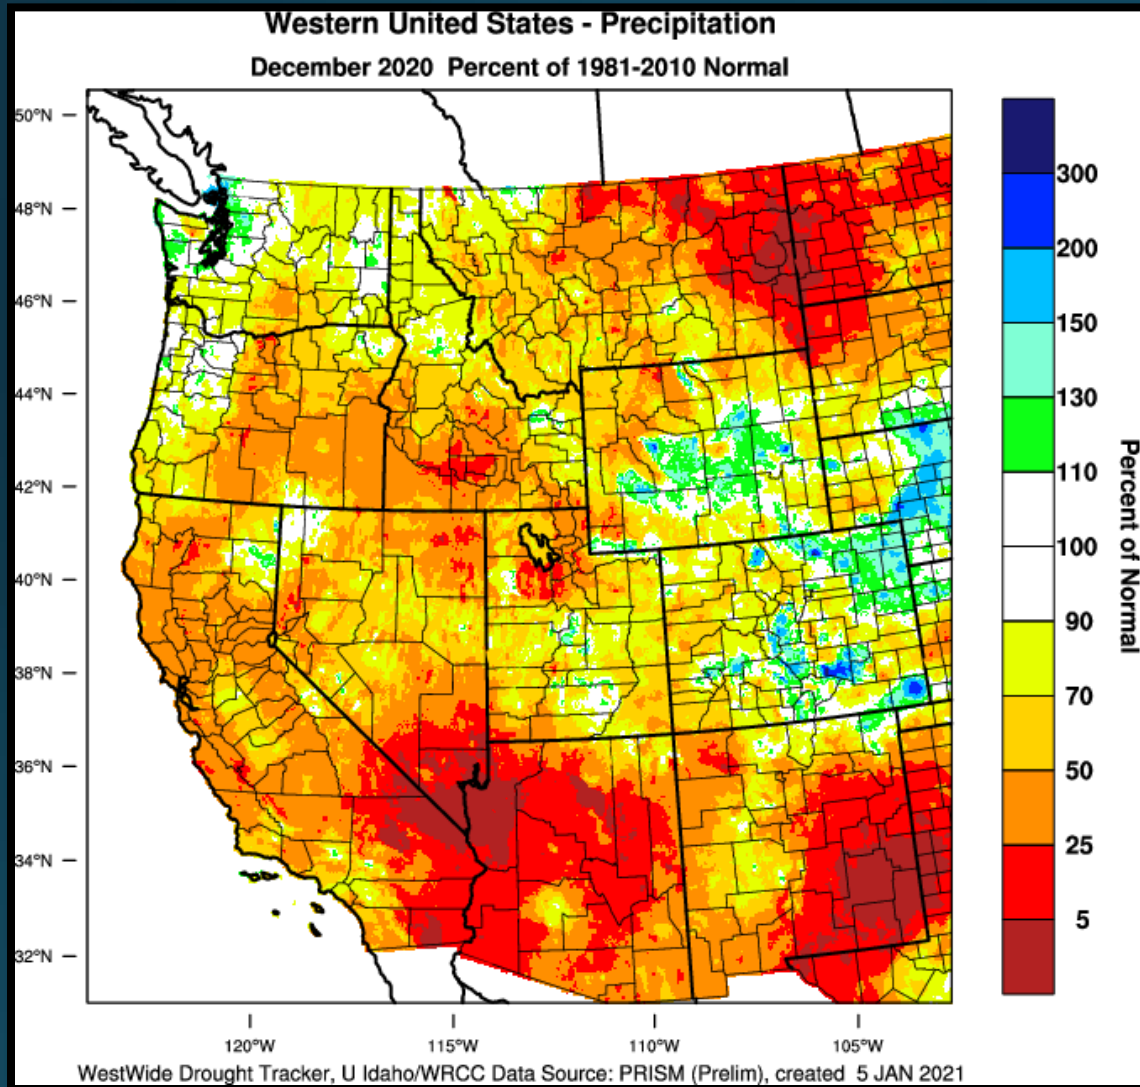 Western United States - Precipitation
December 2020 Percent of 1981-2010 Normal
50°N
48°N
46°N
44°N
42°N
40°N
38°N
36°N
34°N
32°N
120°W
115°W
110°W
105°W
300
200
150
130
110
100
90
70
50
25
5
Percent of Normal
WestWide Drought Tracker, U Idaho/WRCC Data Source: PRISM (Prelim), created 5 JAN 2021